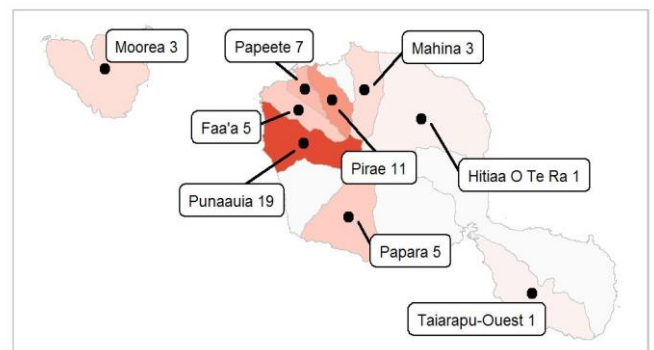 Moorea 3
Papeete 7
Mahina 3
Faa'a 5
Pirae 11
Hitiaa O Te Ra 1
Punaauia 19
Papara 5
Taiarapu-Ouest 1